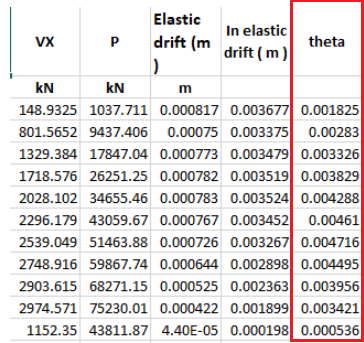 VX P Elastic drift (m ) In elastic drift ( m ) theta
kN kN m
148.9325 1037.711 0.000817 0.003677 0.001825
801.5652 9437.406 0.00075 0.003375 0.00283
1329.384 17847.04 0.000773 0.003479 0.003326
1718.576 26251.25 0.000782 0.003519 0.003829
2028.102 34655.46 0.000783 0.003524 0.004288
2296.179 43059.67 0.000767 0.003452 0.00461
2539.049 51463.88 0.000726 0.003267 0.004716
2748.916 59867.74 0.000644 0.002898 0.004495
2903.615 68271.15 0.000525 0.002363 0.003956
2974.571 75230.01 0.000422 0.001899 0.003421
1152.35 43811.87 4.40E-05 0.000198 0.000536